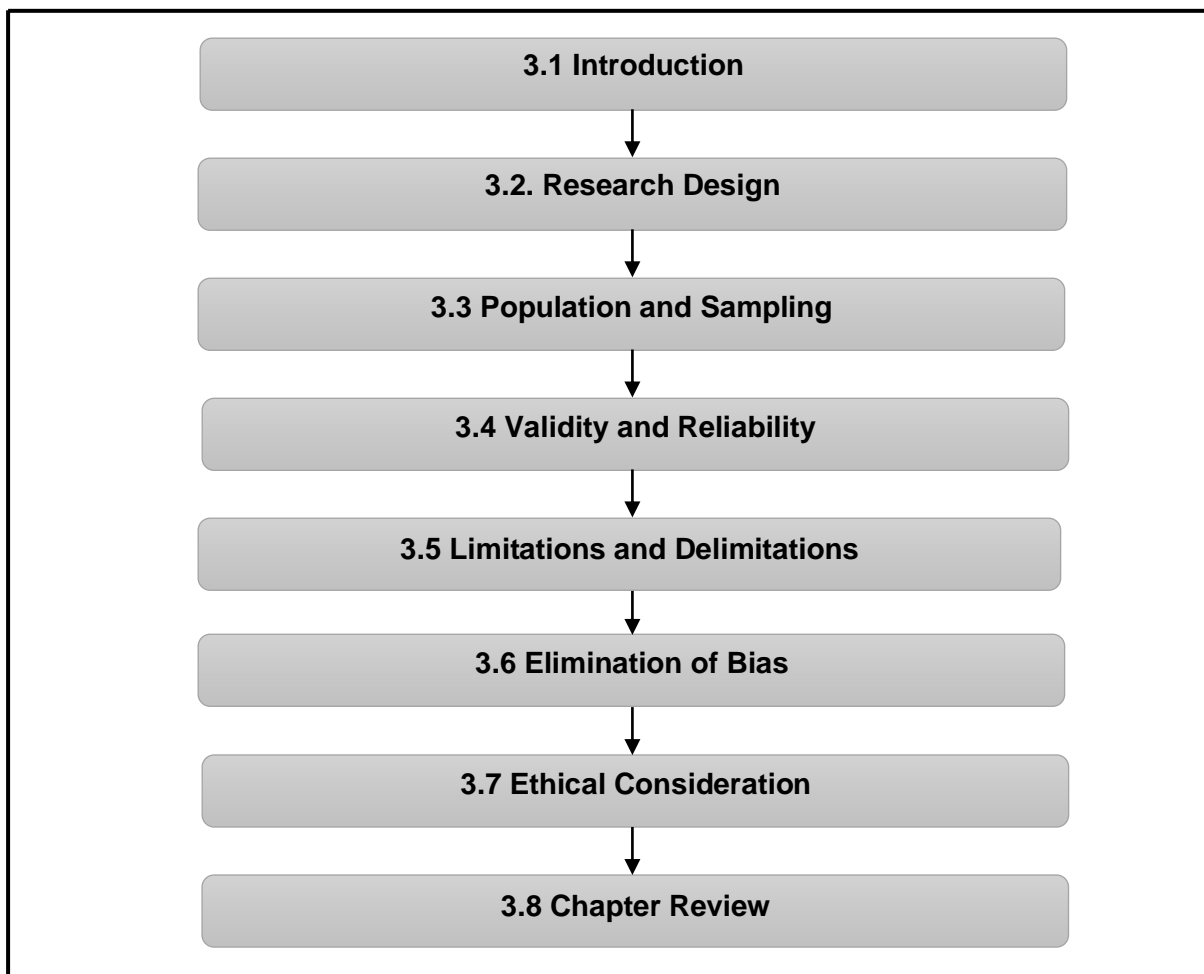 3.1 Introduction
3.2. Research Design
3.3 Population and Sampling
3.4 Validity and Reliability
3.5 Limitations and Delimitations
3.6 Elimination of Bias
3.7 Ethical Consideration
3.8 Chapter Review